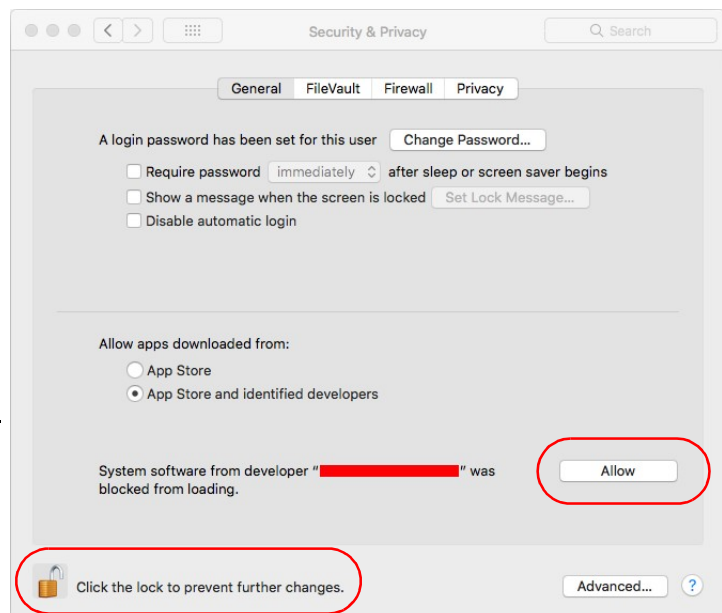 Security & Privacy
Search
General FileVault Firewall Privacy
A login password has been set for this user Change Password...
Require password immediately after sleep or screen saver begins
Show a message when the screen is locked Set Lock Message...
Disable automatic login
Allow apps downloaded from:
App Store
App Store and identified developers
System software from developer “ ” was Allow
blocked from loading.
Click the lock to prevent further changes. Advanced... ?